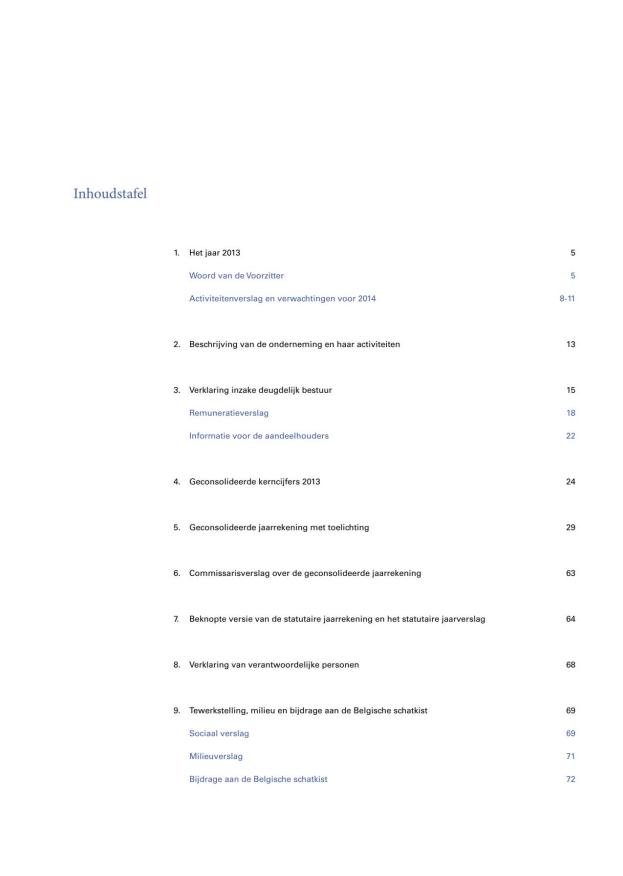 Inhoudstafel
1. Het jaar 2013 5
Woord van de Voorzitter 5
Activiteitenverslag en verwachtingen voor 2014 8-11
2. Beschrijving van de onderneming en haar activiteiten 13
3. Verklaring inzake deugdelijk bestuur 15
Remuneratieverslag 18
Informatie voor de aandeelhouders 22
4. Geconsolideerde kerncijfers 2013 24
5. Geconsolideerde jaarrekening met toelichting 29
6. Commissarisverslag over de geconsolideerde jaarrekening 63
7. Beknopte versie van de statutaire jaarrekening en het statutaire jaarverslag 64
8. Verklaring van verantwoordelijke personen 68
9. Tewerkstelling, milieu en bijdrage aan de Belgische schatkist 69
Sociaal verslag 69
Milieuverslag 71
Bijdrage aan de Belgische schatkist 72